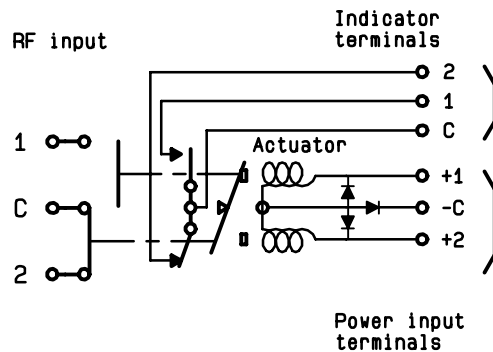 RF input
Indicator
terminals
2
1
C
1
C
2
Actuator
+1
-C
+2
Power input
terminals